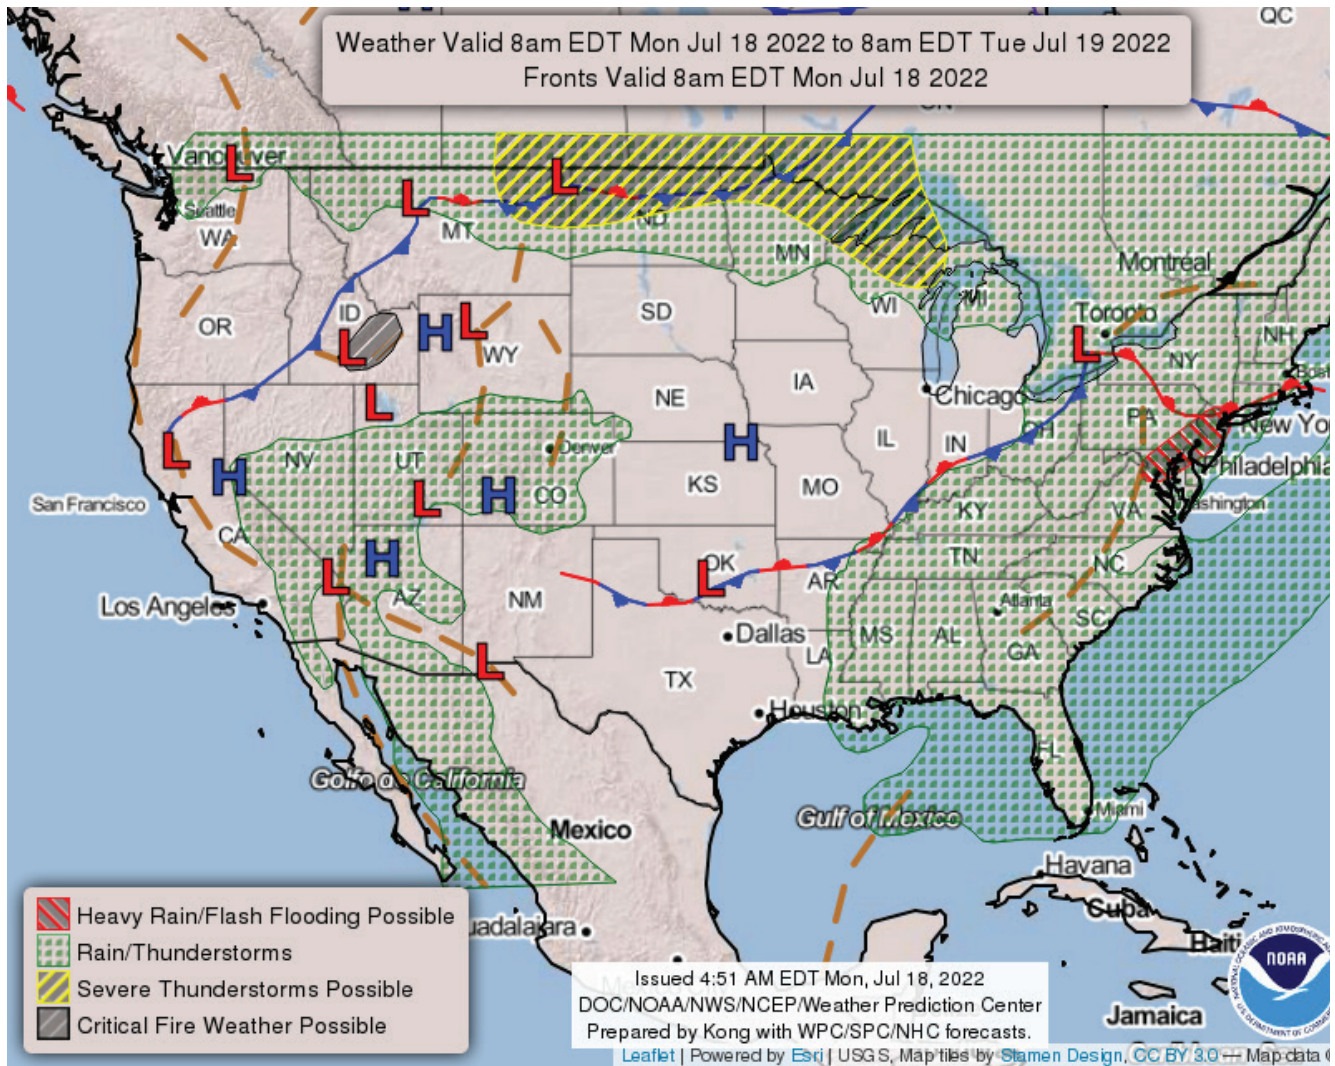 QC
Weather Valid 8am EDT Mon Jul 18 2022 to 8am EDT Tue Jul 19 2022
Fronts Valid 8am EDT Mon Jul 18 2022
ON
Vancouver
L
L
L
Seattle
WA
MT
ND
MN
Montréal
OR
ID
L
H
L
WY
SD
WI
MI
Toronto
L
NY
NH
L
NE
IA
Chicago
PA
New Yo
L
H
NV
UT
Denver
H
IL
IN
OH
Philadelphia
San Francisco
L
H
CO
KS
MO
KY
VA
Washington
CA
H
OK
TN
NC
Los Angeles
L
AZ
NM
L
AR
Atlanta
SC
Dallas
LA
MS
AL
GA
L
TX
Houston
FL
Golfo de California
Gulf of Mexico
Miami
Mexico
Havana
Cuba
Haiti
Heavy Rain/Flash Flooding Possible
Rain/Thunderstorms
Severe Thunderstorms Possible
Critical Fire Weather Possible
uadalajara
NOAA
Issued 4:51 AM EDT Mon, Jul 18, 2022
DOC/NOAA/NWS/NCEP/Weather Prediction Center
Prepared by Kong with WPC/SPC/NHC forecasts.
Jamaica
Leaflet | Powered by Esri | USGS, Map tiles by Stamen Design, CC BY 3.0 — Map data ©